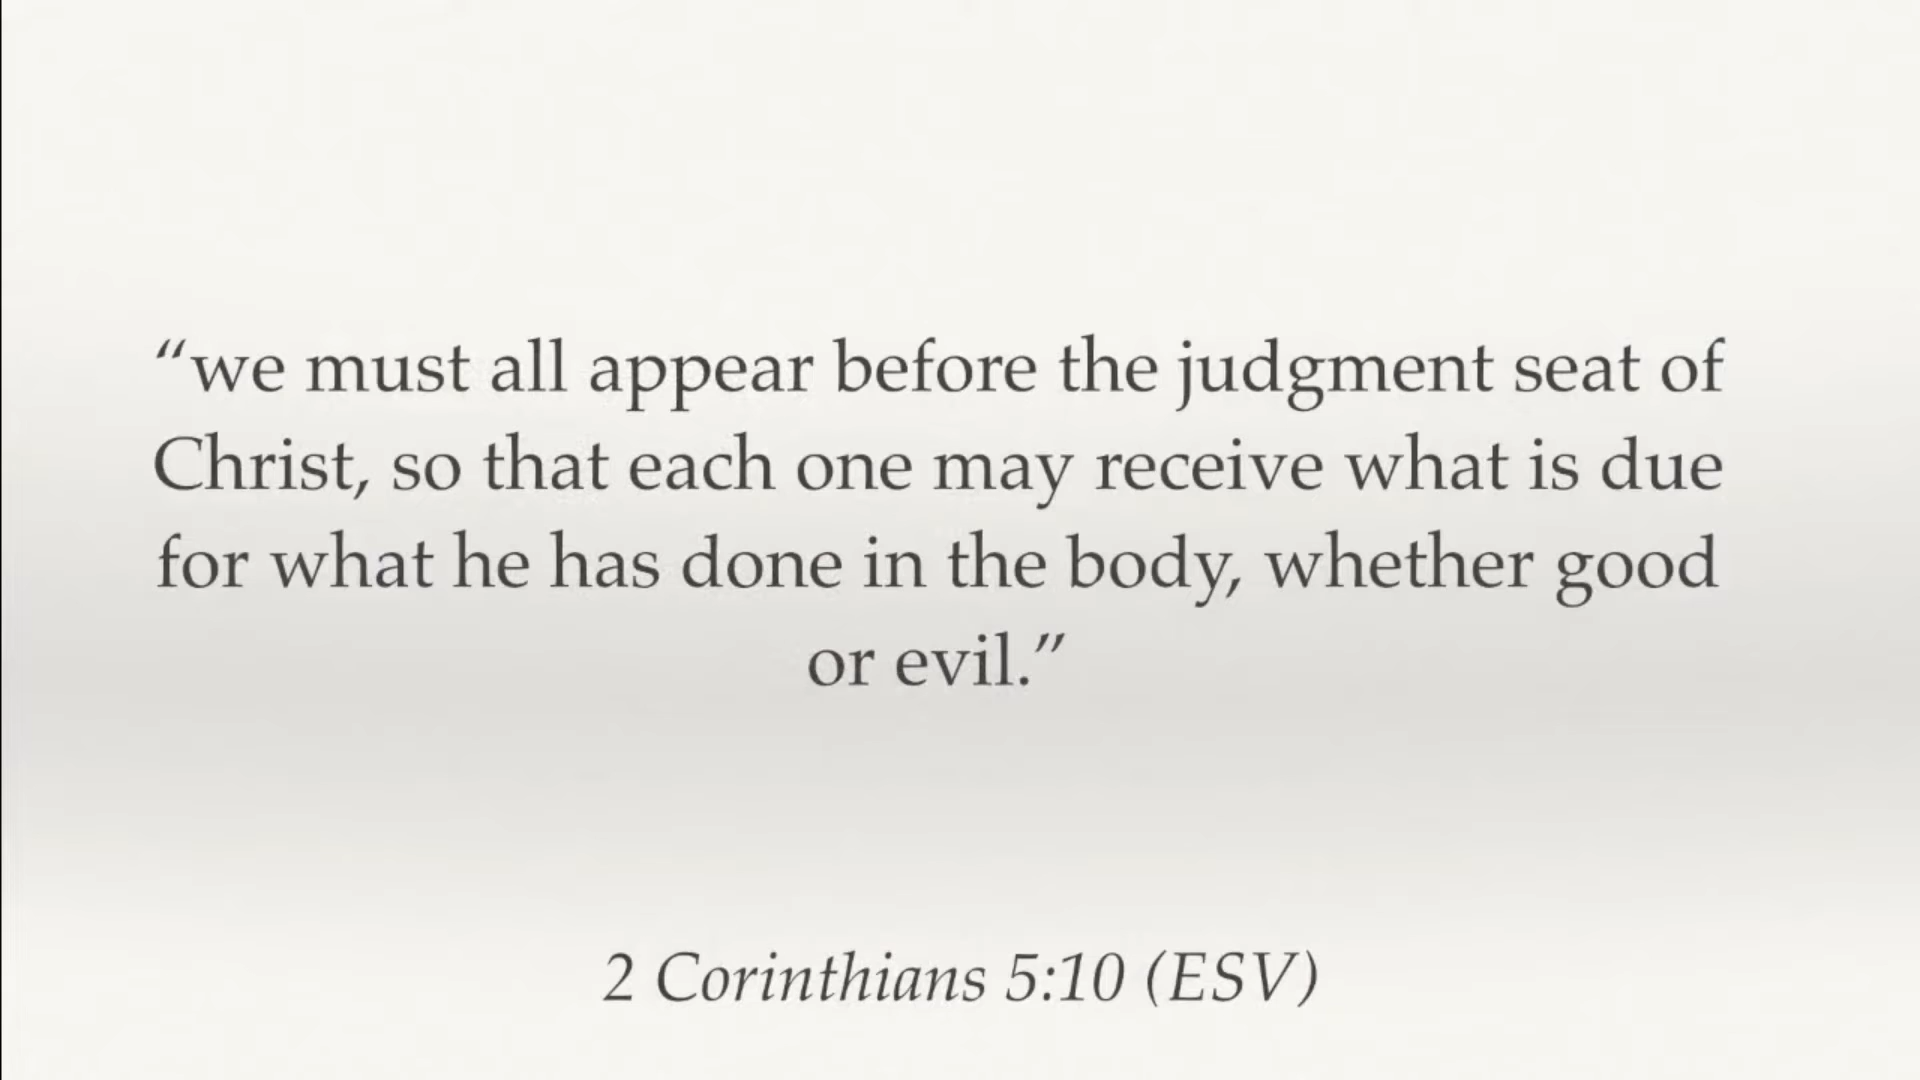 “we must all appear before the judgment seat of
Christ, so that each one may receive what is due
for what he has done in the body, whether good
or evil.”
2 Corinthians 5:10 (ESV)